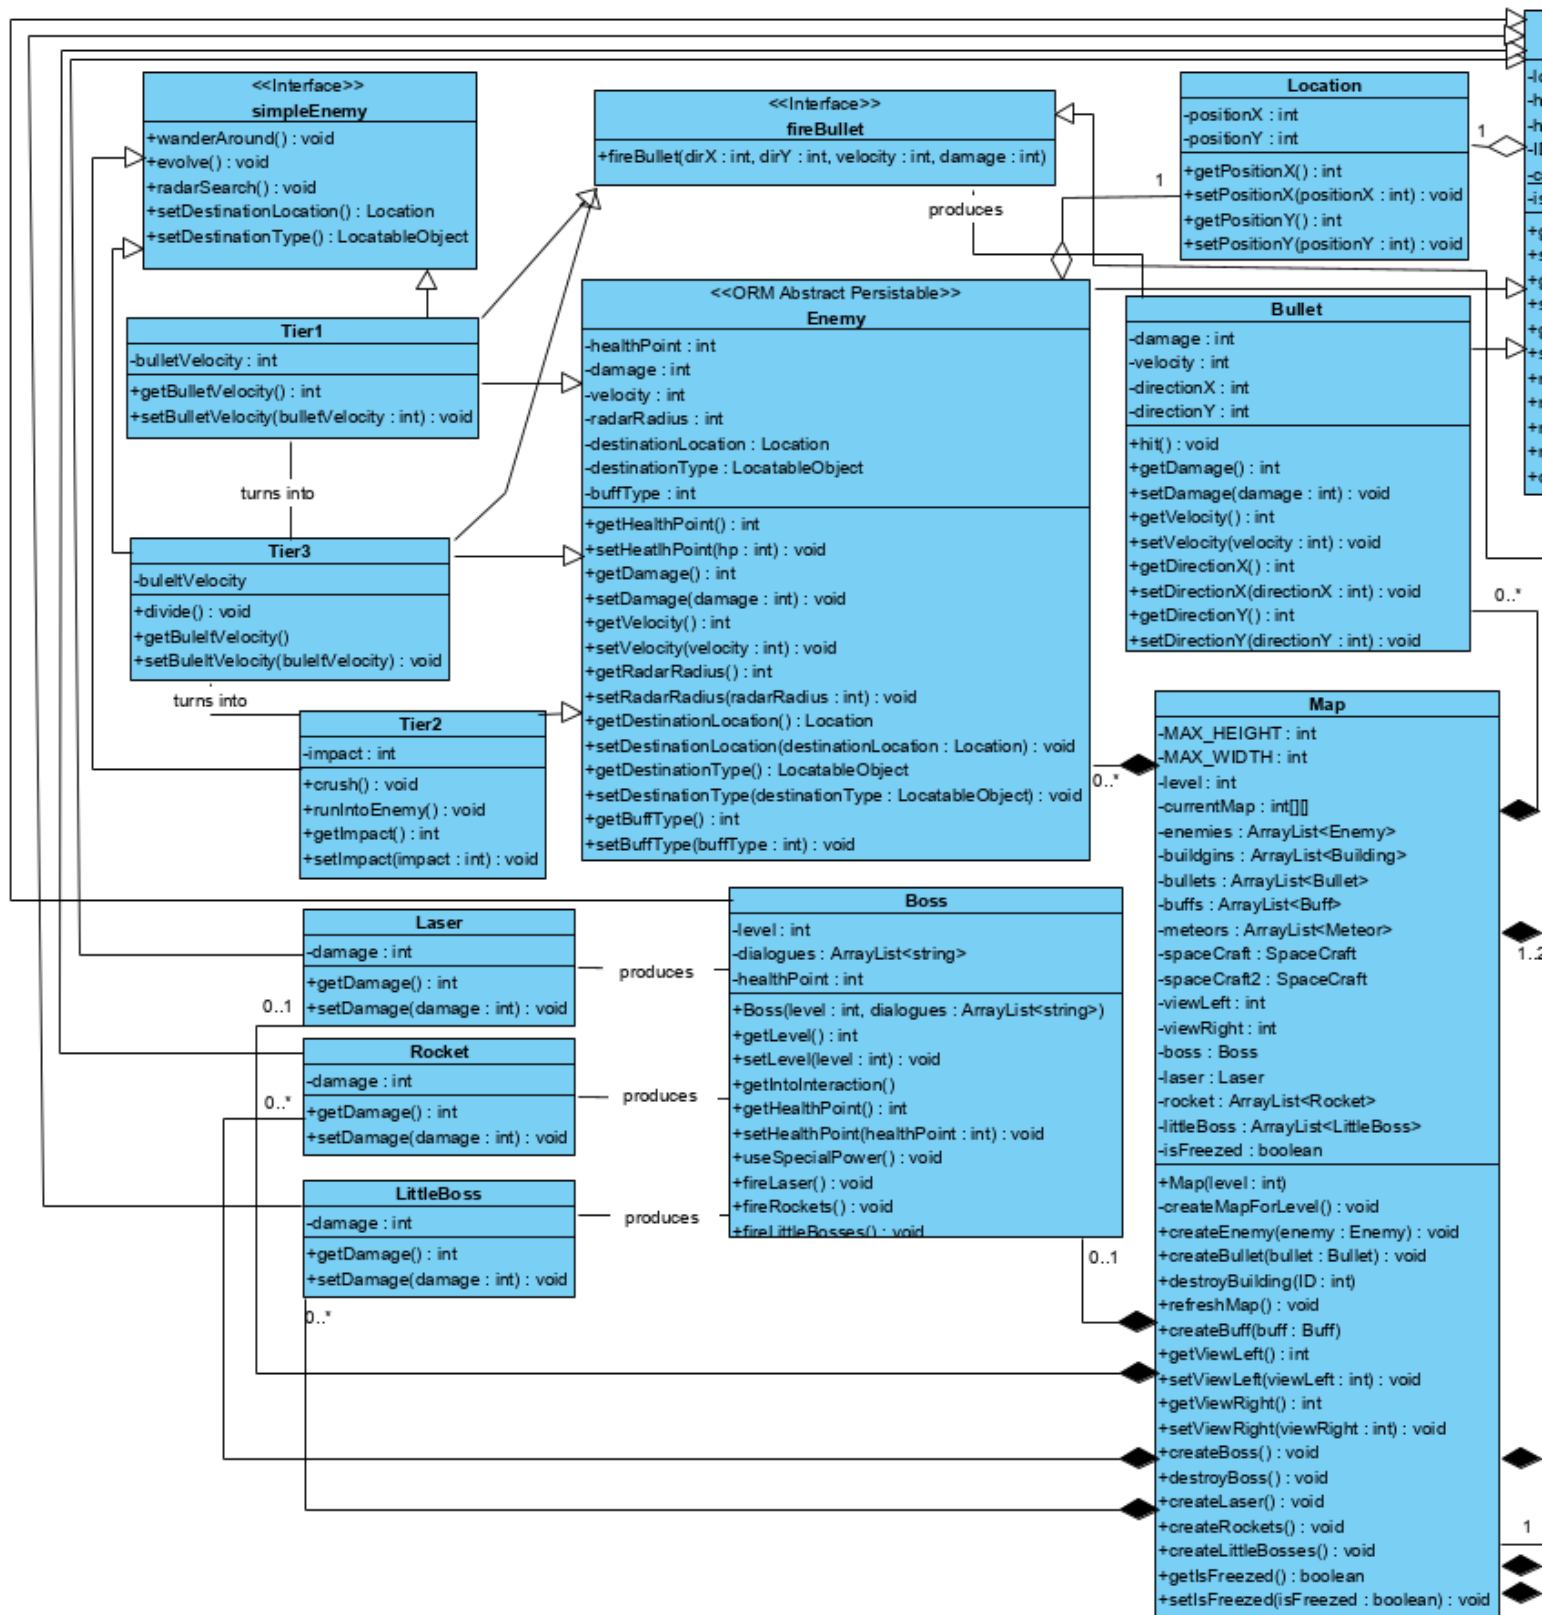 <<Interface>>
simpleEnemy
+wanderAround() : void
+evolve() : void
+radarSearch() : void
+setDestinationLocation() : Location
+setDestinationType() : LocatableObject
<<Interface>>
fireBullet
+fireBullet(dirX : int, dirY : int, velocity : int, damage : int)
produces
1
Location
-positionX : int
-positionY : int
+getPositionX() : int
+setPositionX(positionX : int) : void
+getPositionY() : int
+setPositionY(positionY : int) : void
1
Tier1
-bulletVelocity : int
+getBulletVelocity() : int
+setBulletVelocity(bulletVelocity : int) : void
turns into
Tier3
-buleltVelocity
+divide() : void
+getBuleltVelocity()
+setBuleltVelocity(buleltVelocity) : void
turns into
Tier2
-impact : int
+crush() : void
+runIntoEnemy() : void
+getImpact() : int
+setImpact(impact : int) : void
<<ORM Abstract Persistable>>
Enemy
-healthPoint : int
-damage : int
-velocity : int
-radarRadius : int
-destinationLocation : Location
-destinationType : LocatableObject
-buffType : int
+getHealthPoint() : int
+setHeatlhPoint(hp : int) : void
+getDamage() : int
+setDamage(damage : int) : void
+getVelocity() : int
+setVelocity(velocity : int) : void
+getRadarRadius() : int
+setRadarRadius(radarRadius : int) : void
+getDestinationLocation() : Location
+setDestinationLocation(destinationLocation : Location) : void
+getDestinationType() : LocatableObject
+setDestinationType(destinationType : LocatableObject) : void
+getBuffType() : int
+setBuffType(buffType : int) : void
0..*
Bullet
-damage : int
-velocity : int
-directionX : int
-directionY : int
+hit() : void
+getDamage() : int
+setDamage(damage : int) : void
+getVelocity() : int
+setVelocity(velocity : int) : void
+getDirectionX() : int
+setDirectionX(directionX : int) : void
+getDirectionY() : int
+setDirectionY(directionY : int) : void
0..*
Laser
-damage : int
+getDamage() : int
+setDamage(damage : int) : void
0..1
produces
Rocket
-damage : int
+getDamage() : int
+setDamage(damage : int) : void
0..*
produces
LittleBoss
-damage : int
+getDamage() : int
+setDamage(damage : int) : void
0..*
produces
Boss
-level : int
-dialogues : ArrayList<string>
-healthPoint : int
+Boss(level : int, dialogues : ArrayList<string>)
+getLevel() : int
+setLevel(level : int) : void
+getIntoInteraction()
+getHealthPoint() : int
+setHealthPoint(healthPoint : int) : void
+useSpecialPower() : void
+fireLaser() : void
+fireRockets() : void
+fireLittleBosses() : void
0..1
Map
-MAX_HEIGHT : int
-MAX_WIDTH : int
-level : int
-currentMap : int[][]
-enemies : ArrayList<Enemy>
-buildgins : ArrayList<Building>
-bullets : ArrayList<Bullet>
-buffs : ArrayList<Buff>
-meteors : ArrayList<Meteor>
-spaceCraft : SpaceCraft
-spaceCraft2 : SpaceCraft
-viewLeft : int
-viewRight : int
-boss : Boss
-laser : Laser
-rocket : ArrayList<Rocket>
-littleBoss : ArrayList<LittleBoss>
-isFreezed : boolean
+Map(level : int)
-createMapForLevel() : void
+createEnemy(enemy : Enemy) : void
+createBullet(bullet : Bullet) : void
+destroyBuilding(ID : int)
+refreshMap() : void
+createBuff(buff : Buff)
+getViewLeft() : int
+setViewLeft(viewLeft : int) : void
+getViewRight() : int
+setViewRight(viewRight : int) : void
+createBoss() : void
+destroyBoss() : void
+createLaser() : void
+createRockets() : void
+createLittleBosses() : void
+getIsFreezed() : boolean
+setIsFreezed(isFreezed : boolean) : void
1..2
1